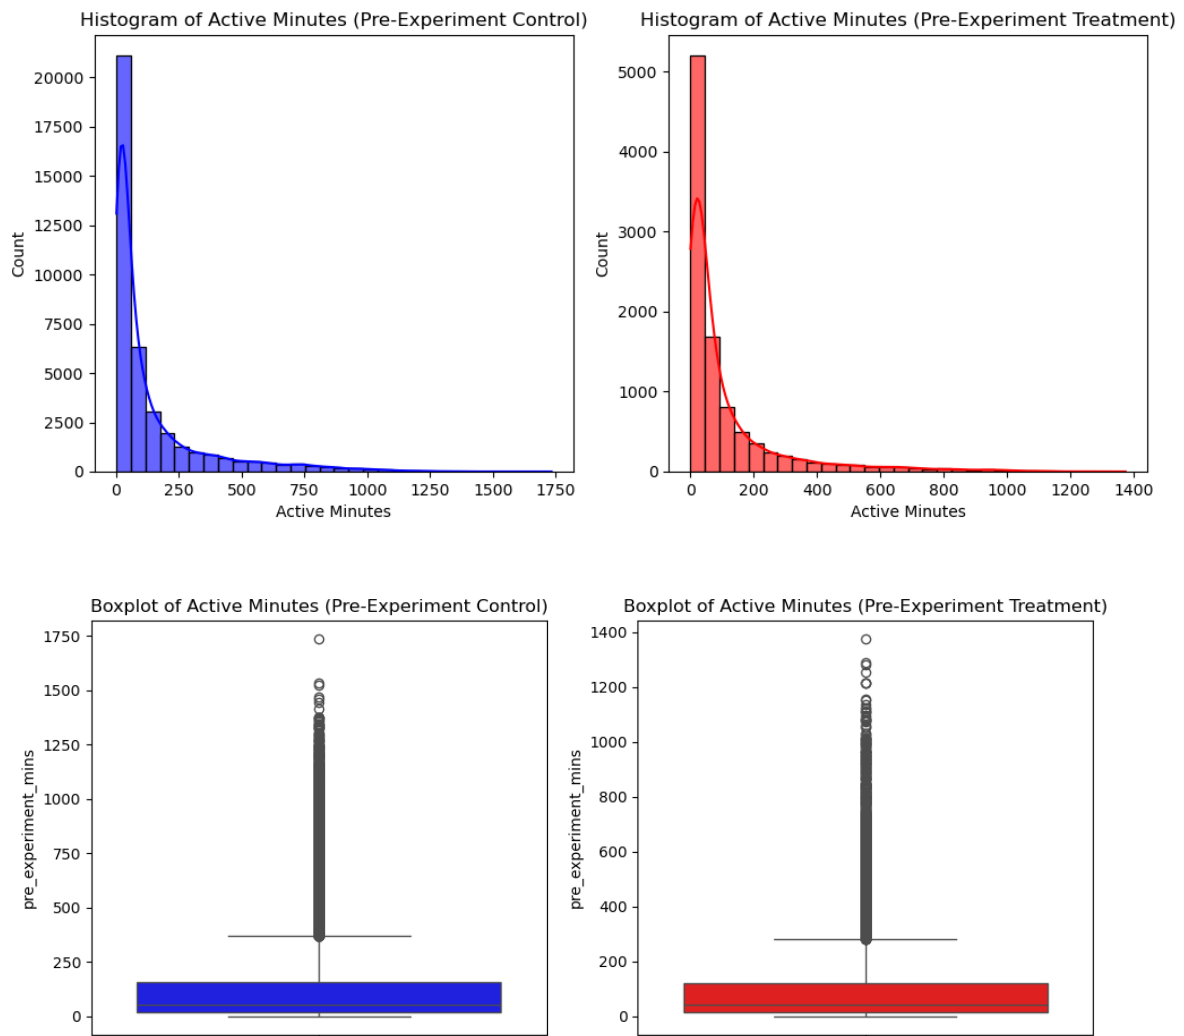 Histogram of Active Minutes (Pre-Experiment Control)
Histogram of Active Minutes (Pre-Experiment Treatment)
20000
17500
15000
12500
10000
7500
5000
2500
0
Count
0 250 500 750 1000 1250 1500 1750
Active Minutes
5000
4000
3000
2000
1000
0
Count
0 200 400 600 800 1000 1200 1400
Active Minutes
Boxplot of Active Minutes (Pre-Experiment Control)
Boxplot of Active Minutes (Pre-Experiment Treatment)
1750
1500
1250
1000
750
500
250
0
pre_experiment_mins
1400
1200
1000
800
600
400
200
0
pre_experiment_mins